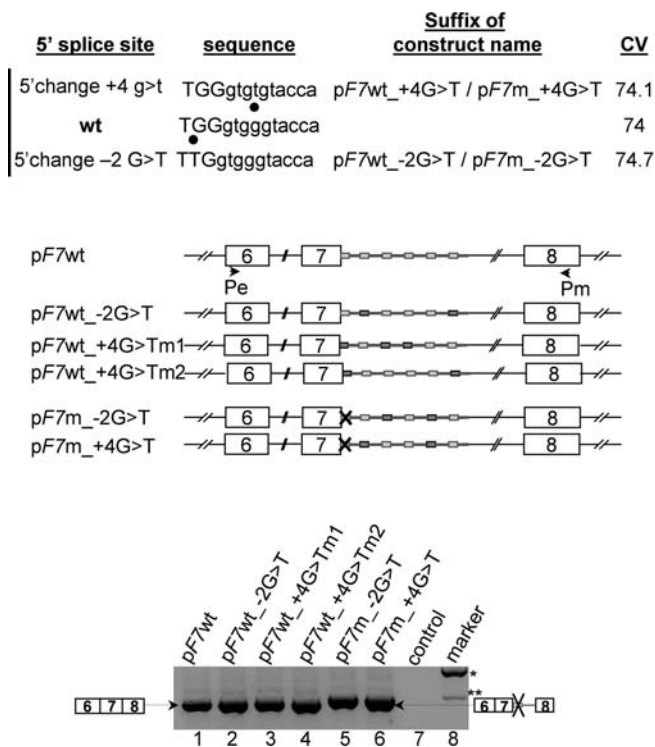 5' splice site sequence Suffix of construct name CV
5'change +4 g>t TGGgtgtgtacca pF7wt_+4G>T / pF7m_+4G>T 74.1
wt TGGgtgggtacca 74
5'change –2 G>T TTGgtgggtacca pF7wt_-2G>T / pF7m_-2G>T 74.7
pF7wt 6 7 8
Pe Pm
pF7wt_-2G>T 6 7 8
pF7wt_+4G>Tm1 6 7 8
pF7wt_+4G>Tm2 6 7 8
pF7m_-2G>T 6 7 8
pF7m_+4G>T 6 7 8
pF7wt
pF7wt_-2G>T
pF7wt_+4G>Tm1
pF7wt_+4G>Tm2
pF7m_-2G>T
pF7m_+4G>T
control
marker
*
**
6 7 8 6 7 8
1 2 3 4 5 6 7 8